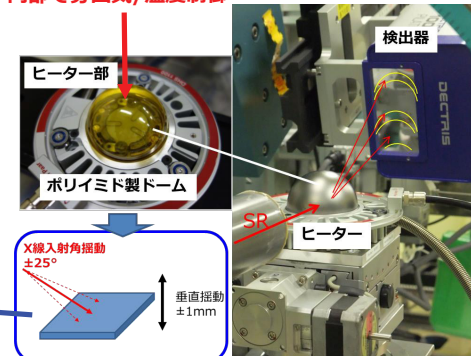 ヒーター部
ポリイミド製ドーム
X線入射角揺動
±25°
垂直揺動
±1mm
検出器
DECTRIS
SR
ヒーター